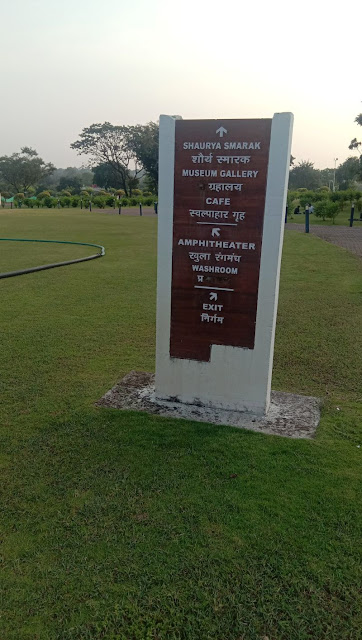 SHAURYA SMARAK
शौर्य स्मारक
MUSEUM GALLERY
ग्रहालय
CAFE
स्वल्पाहार गृह
AMPHITHEATER
खुला रंगमंच
WASHROOM
प्र
EXIT
निर्गम